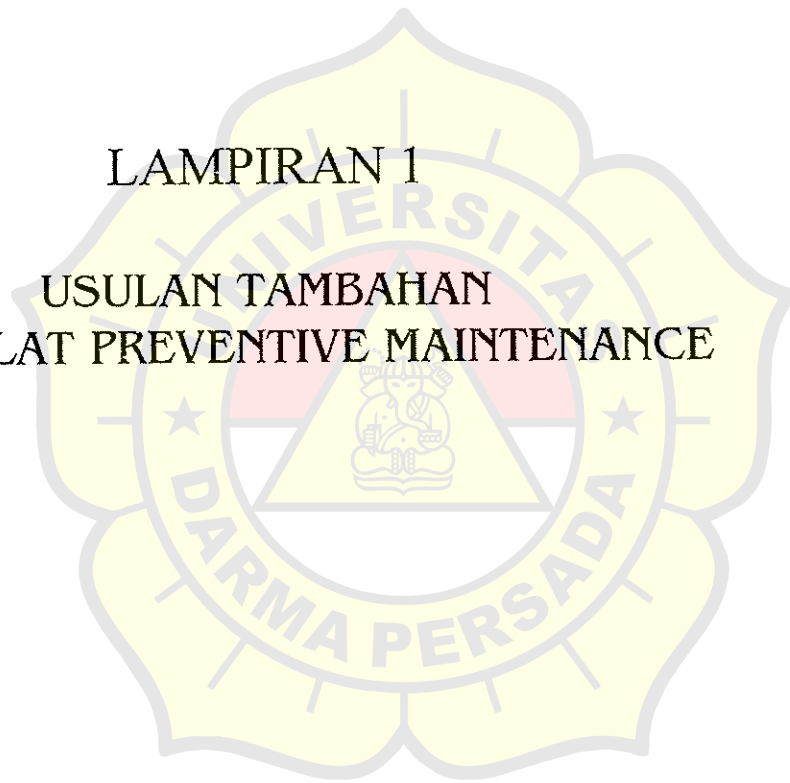 LAMPIRAN 1
USULAN TAMBAHAN
LAT PREVENTIVE MAINTENANCE
UNIVERSITAS
DARMA PERSADA